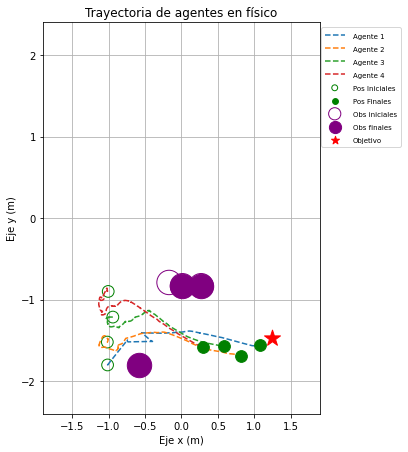 Trayectoria de agentes en físico
Agente 1
Agente 2
Agente 3
Agente 4
Pos Iniciales
Pos Finales
Obs Iniciales
Obs finales
Objetivo
Eje y (m)
2
1
0
−1
−2
−1.5
−1.0
−0.5
0.0
0.5
1.0
1.5
Eje x (m)